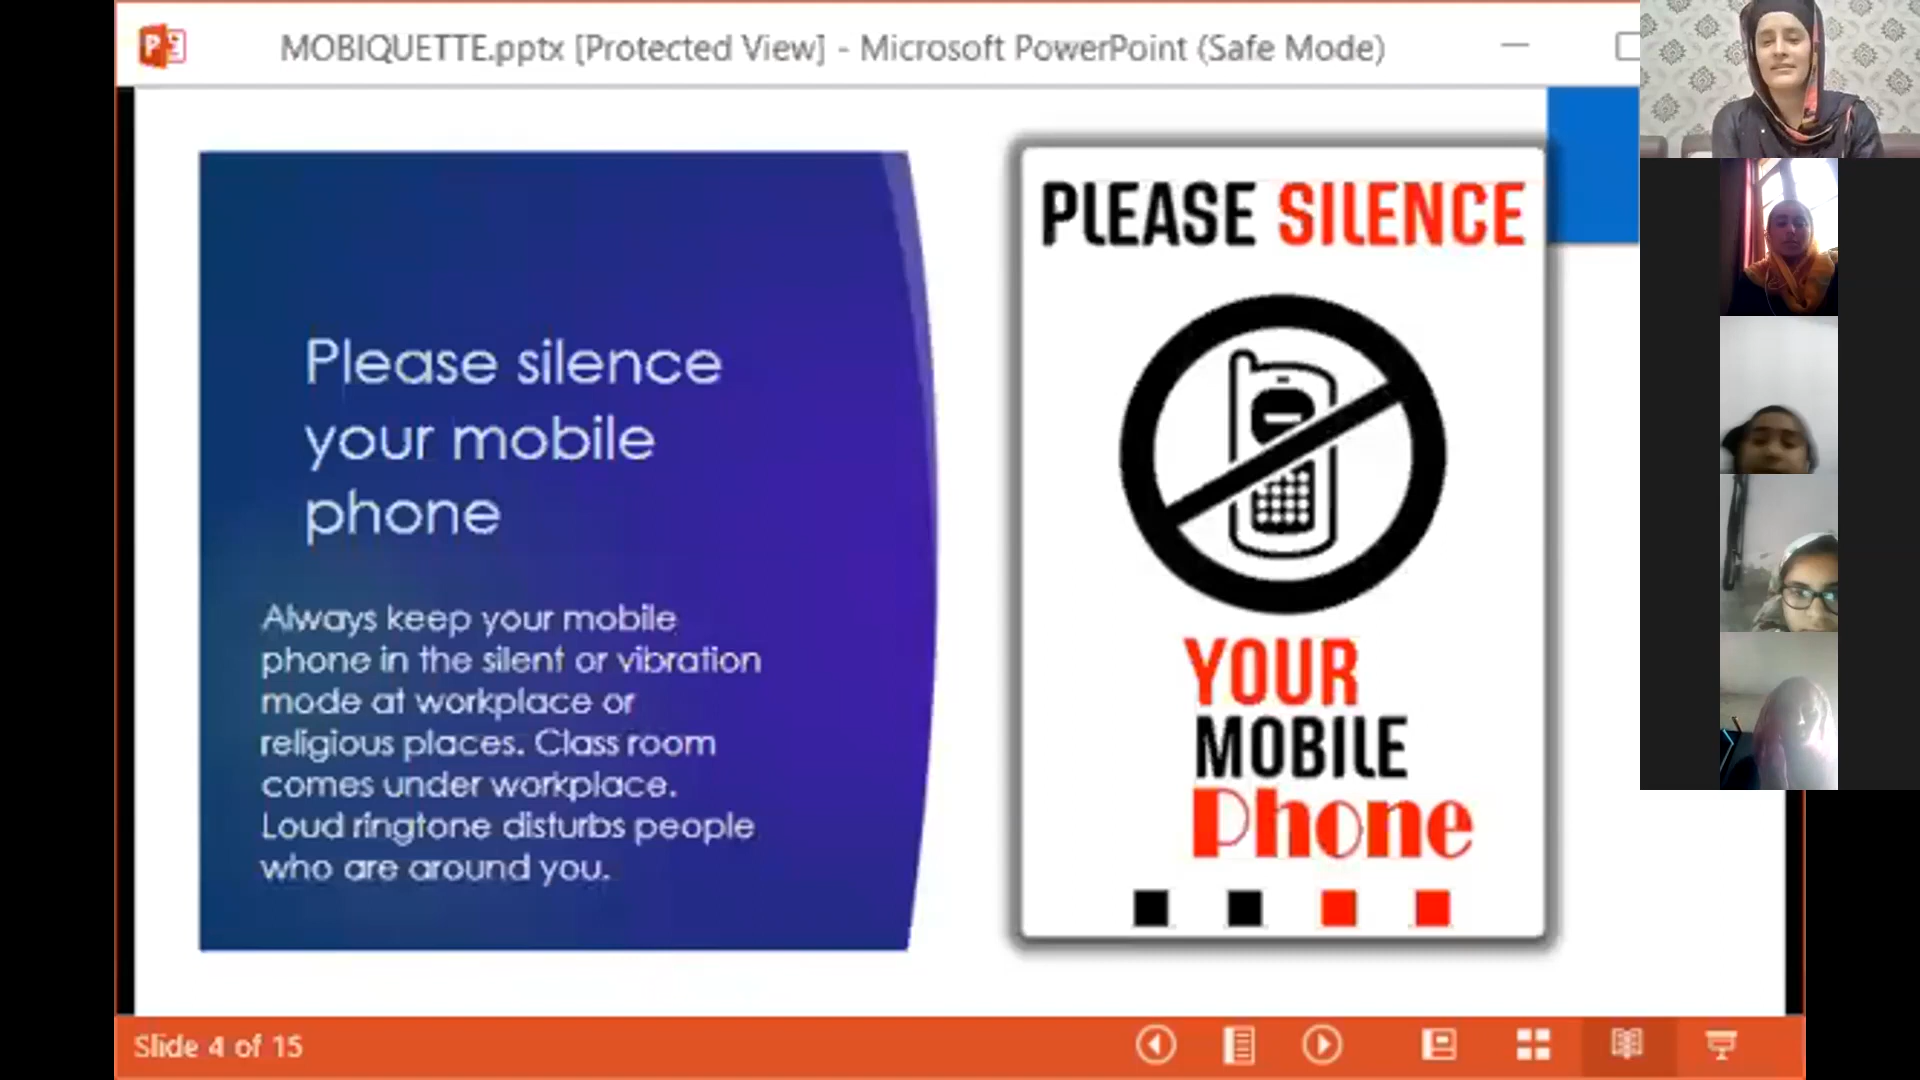 MOBIQUETTE.pptx [Protected View] - Microsoft PowerPoint (Safe Mode)
Please silence
your mobile
phone
Always keep your mobile
phone in the silent or vibration
mode at workplace or
religious places. Class room
comes under workplace.
Loud ringtone disturbs people
who are around you.
PLEASE SILENCE
YOUR
MOBILE
Phone
Slide 4 of 15